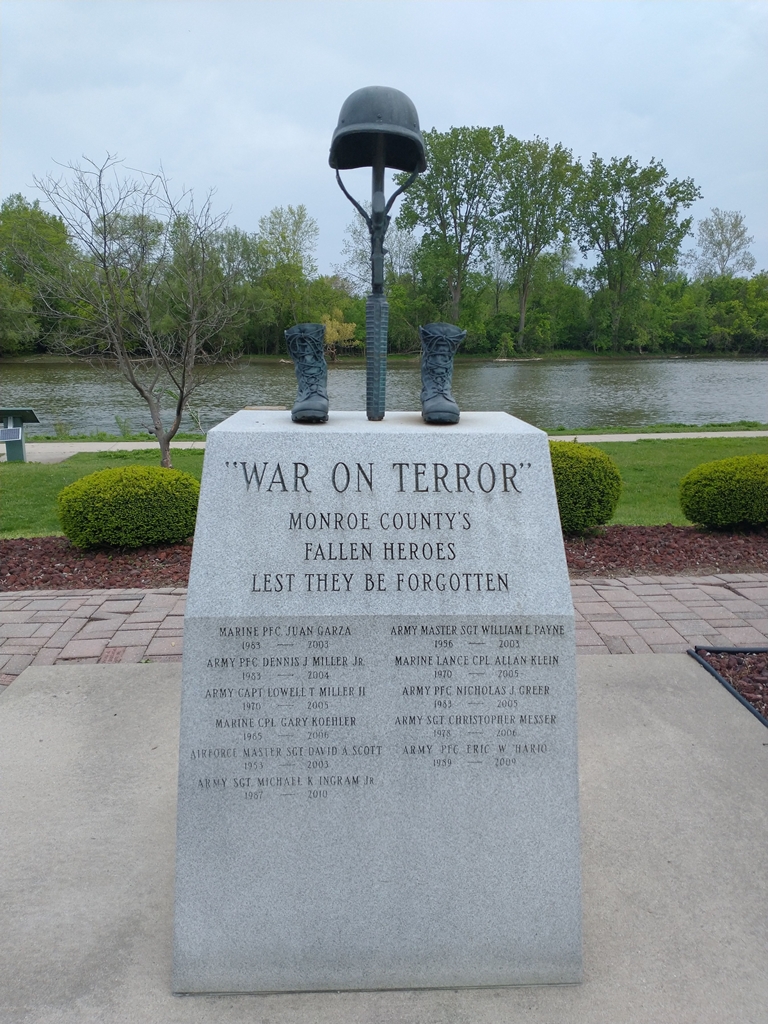 "WAR ON TERROR"
MONROE COUNTY'S
FALLEN HEROES
LEST THEY BE FORGOTTEN
MARINE PFC JUAN GARZA
1983 — 2003
ARMY PFC DENNIS J. MILLER Jr.
1983 — 2004
ARMY CAPT LOWELL T MILLER II
1970 — 2005
MARINE CPL GARY KOEHLER
1965 — 2006
AIRFORCE MASTER SGT DAVID A SCOTT
1953 — 2003
ARMY SGT. MICHAEL K INGRAM Jr.
1987 — 2010
ARMY MASTER SGT WILLIAM L PAYNE
1956 — 2003
MARINE LANCE CPL ALLAN KLEIN
1970 — 2005
ARMY PFC NICHOLAS J. GREER
1983 — 2005
ARMY SGT CHRISTOPHER MESSER
1978 — 2006
ARMY PFC ERIC W HARIO
1989 — 2009